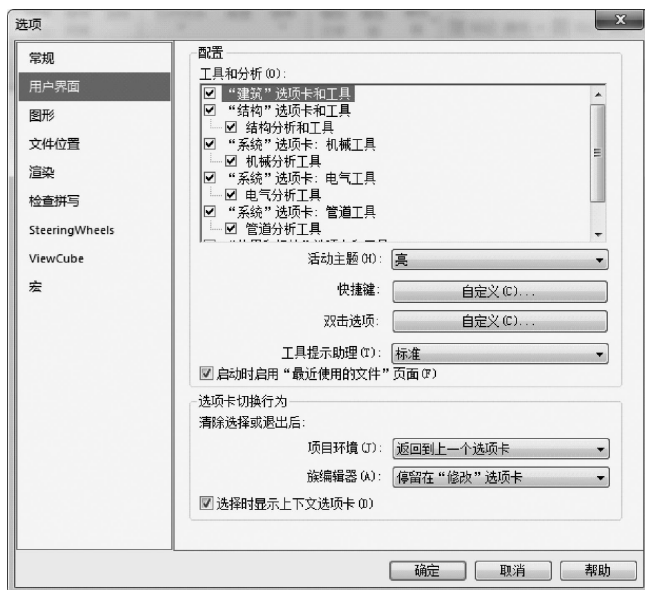 选项
常规
用户界面
图形
文件位置
渲染
检查拼写
SteeringWheels
ViewCube
宏
配置
工具和分析(O):
“建筑”选项卡和工具
“结构”选项卡和工具
结构分析和工具
“系统”选项卡: 机械工具
机械分析工具
“系统”选项卡: 电气工具
电气分析工具
“系统”选项卡: 管道工具
管道分析工具
活动主题(H): 亮
快捷键: 自定义(C)...
双击选项: 自定义(C)...
工具提示助理(T): 标准
启动时启用“最近使用的文件”页面(F)
选项卡切换行为
清除选择或退出后:
项目环境(J): 返回到上一个选项卡
族编辑器(A): 停留在“修改”选项卡
选择时显示上下文选项卡(D)
确定 取消 帮助